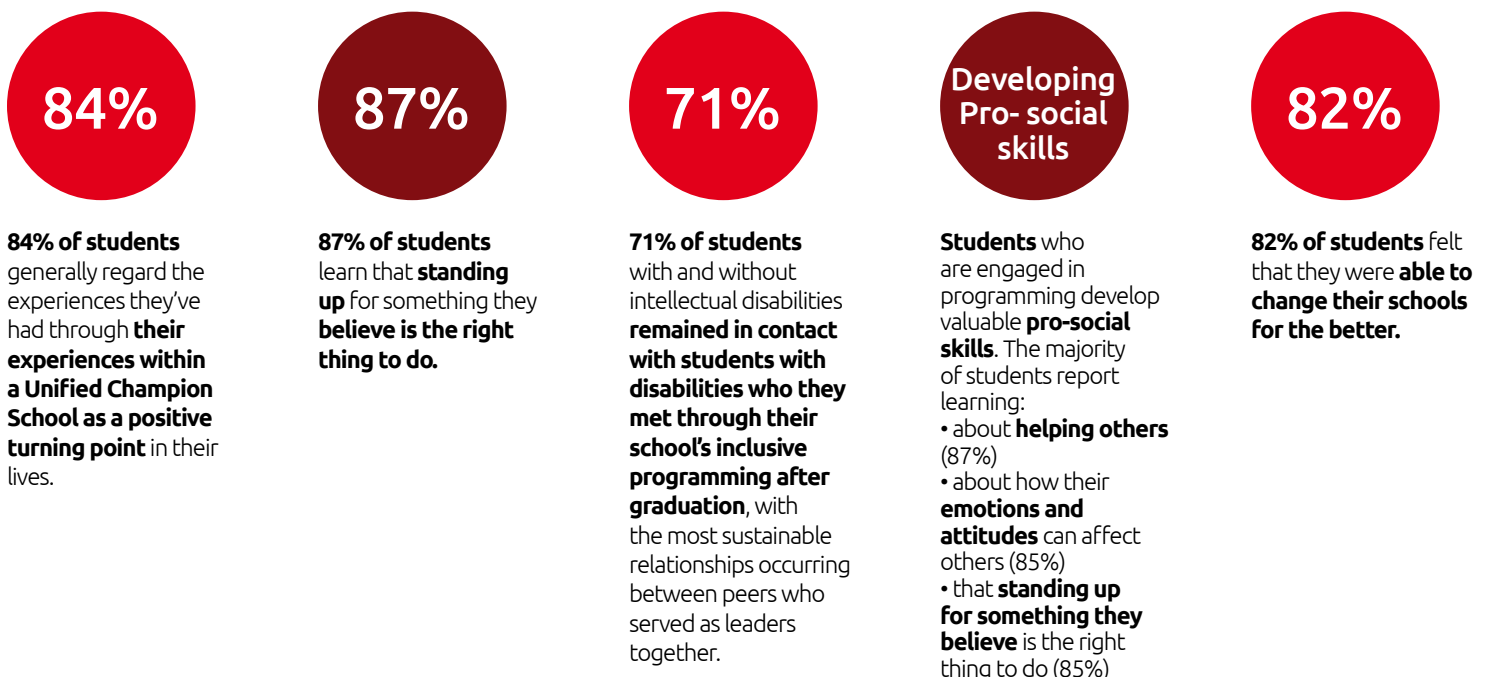 84%
84% of students
generally regard the
experiences they've
had through their
experiences within
a Unified Champion
School as a positive
turning point in their
lives.
87%
87% of students
learn that standing
up for something they
believe is the right
thing to do.
71%
71% of students
with and without
intellectual disabilities
remained in contact
with students with
disabilities who they
met through their
school's inclusive
programming after
graduation, with
the most sustainable
relationships occurring
between peers who
served as leaders
together.
Developing
Pro- social
skills
Students who
are engaged in
programming develop
valuable pro-social
skills. The majority
of students report
learning:
• about helping others
(87%)
• about how their
emotions and
attitudes can affect
others (85%)
• that standing up
for something they
believe is the right
thing to do (85%)
82%
82% of students felt
that they were able to
change their schools
for the better.